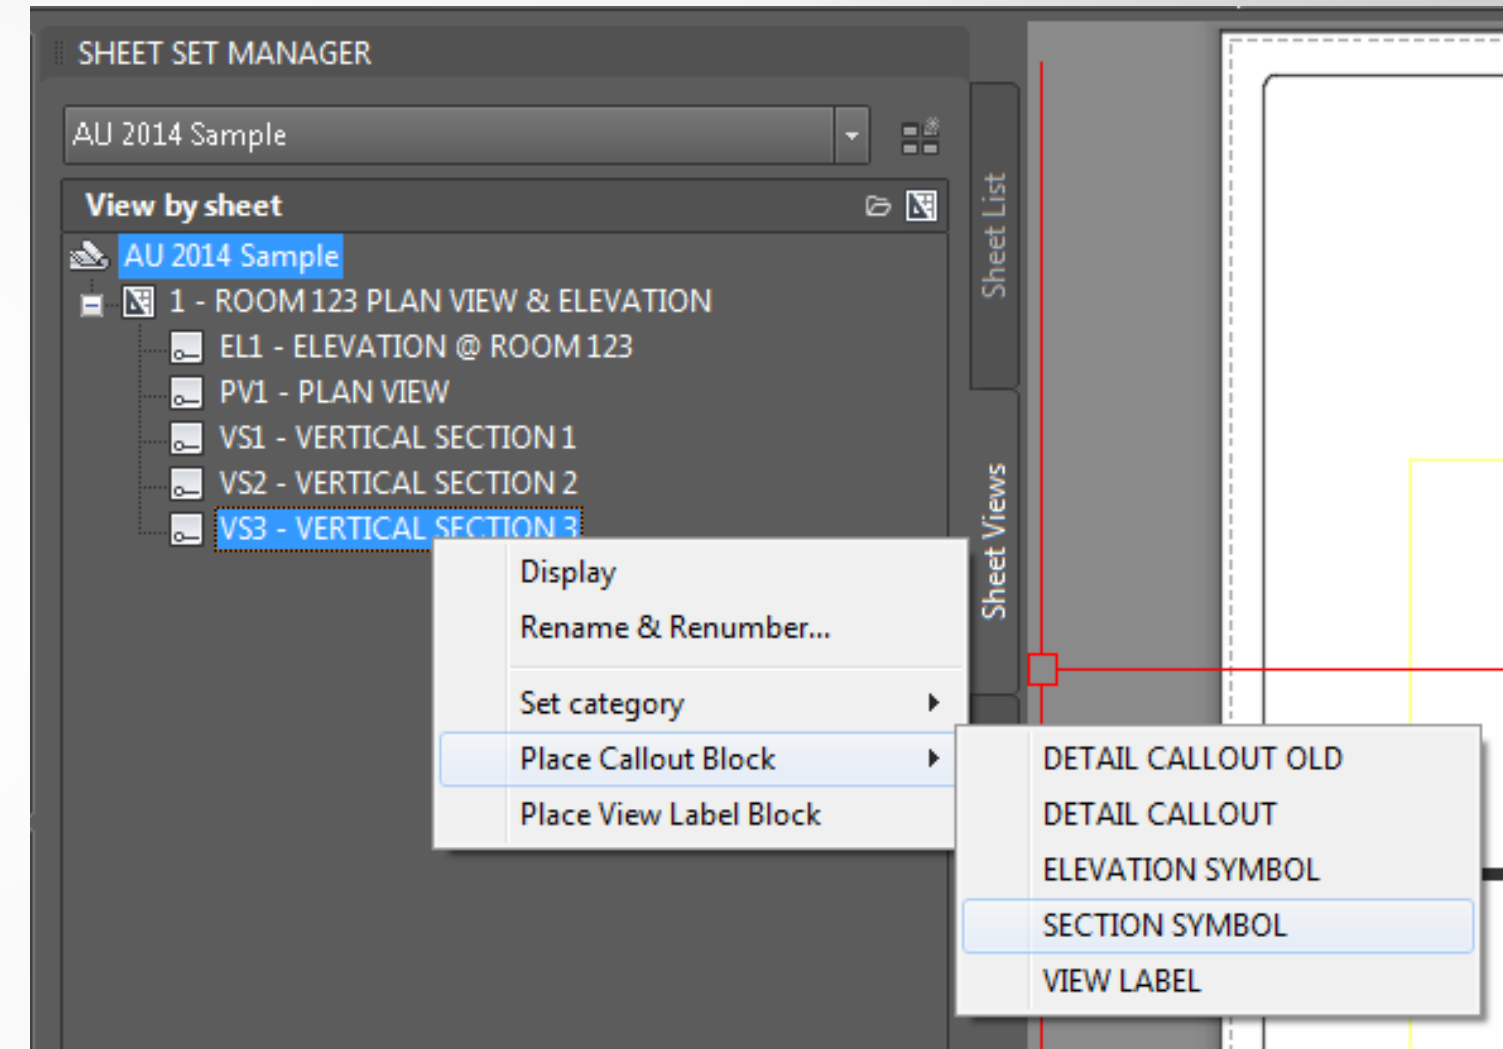 SHEET SET MANAGER
AU 2014 Sample
View by sheet
AU 2014 Sample
1 - ROOM 123 PLAN VIEW & ELEVATION
EL1 - ELEVATION @ ROOM 123
PV1 - PLAN VIEW
VS1 - VERTICAL SECTION 1
VS2 - VERTICAL SECTION 2
VS3 - VERTICAL SECTION 3
Sheet List
Sheet Views
Display
Rename & Renumber...
Set category
Place Callout Block
Place View Label Block
DETAIL CALLOUT OLD
DETAIL CALLOUT
ELEVATION SYMBOL
SECTION SYMBOL
VIEW LABEL